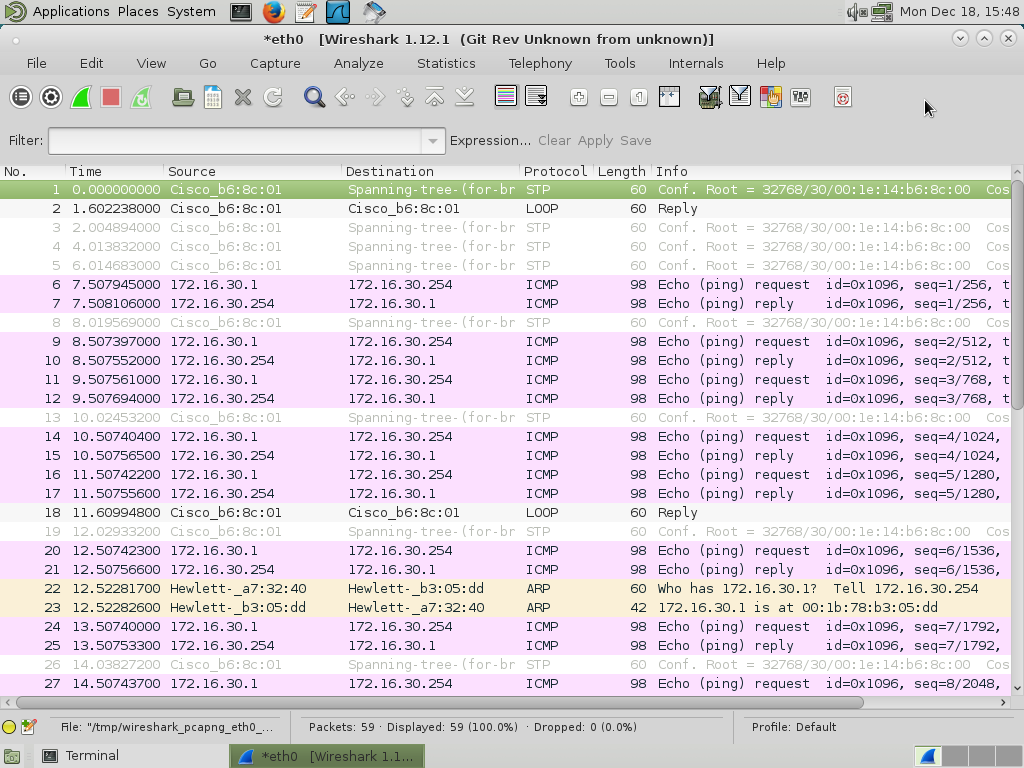 Applications Places System Mon Dec 18, 15:48
*eth0 [Wireshark 1.12.1 (Git Rev Unknown from unknown)]
File Edit View Go Capture Analyze Statistics Telephony Tools Internals Help
Filter: Expression... Clear Apply Save
No. Time Source Destination Protocol Length Info
1 0.000000000 Cisco_b6:8c:01 Spanning-tree-(for-br STP 60 Conf. Root = 32768/30/00:1e:14:b6:8c:00 Cos
2 1.602238000 Cisco_b6:8c:01 Cisco_b6:8c:01 LOOP 60 Reply
3 2.004894000 Cisco_b6:8c:01 Spanning-tree-(for-br STP 60 Conf. Root = 32768/30/00:1e:14:b6:8c:00 Cos
4 4.013832000 Cisco_b6:8c:01 Spanning-tree-(for-br STP 60 Conf. Root = 32768/30/00:1e:14:b6:8c:00 Cos
5 6.014683000 Cisco_b6:8c:01 Spanning-tree-(for-br STP 60 Conf. Root = 32768/30/00:1e:14:b6:8c:00 Cos
6 7.507945000 172.16.30.1 172.16.30.254 ICMP 98 Echo (ping) request id=0x1096, seq=1/256, t
7 7.508106000 172.16.30.254 172.16.30.1 ICMP 98 Echo (ping) reply id=0x1096, seq=1/256, t
8 8.019569000 Cisco_b6:8c:01 Spanning-tree-(for-br STP 60 Conf. Root = 32768/30/00:1e:14:b6:8c:00 Cos
9 8.507397000 172.16.30.1 172.16.30.254 ICMP 98 Echo (ping) request id=0x1096, seq=2/512, t
10 8.507552000 172.16.30.254 172.16.30.1 ICMP 98 Echo (ping) reply id=0x1096, seq=2/512, t
11 9.507561000 172.16.30.1 172.16.30.254 ICMP 98 Echo (ping) request id=0x1096, seq=3/768, t
12 9.507694000 172.16.30.254 172.16.30.1 ICMP 98 Echo (ping) reply id=0x1096, seq=3/768, t
13 10.02453200 Cisco_b6:8c:01 Spanning-tree-(for-br STP 60 Conf. Root = 32768/30/00:1e:14:b6:8c:00 Cos
14 10.50740400 172.16.30.1 172.16.30.254 ICMP 98 Echo (ping) request id=0x1096, seq=4/1024,
15 10.50756500 172.16.30.254 172.16.30.1 ICMP 98 Echo (ping) reply id=0x1096, seq=4/1024,
16 11.50742200 172.16.30.1 172.16.30.254 ICMP 98 Echo (ping) request id=0x1096, seq=5/1280,
17 11.50755600 172.16.30.254 172.16.30.1 ICMP 98 Echo (ping) reply id=0x1096, seq=5/1280,
18 11.60994800 Cisco_b6:8c:01 Cisco_b6:8c:01 LOOP 60 Reply
19 12.02933200 Cisco_b6:8c:01 Spanning-tree-(for-br STP 60 Conf. Root = 32768/30/00:1e:14:b6:8c:00 Cos
20 12.50742300 172.16.30.1 172.16.30.254 ICMP 98 Echo (ping) request id=0x1096, seq=6/1536,
21 12.50756600 172.16.30.254 172.16.30.1 ICMP 98 Echo (ping) reply id=0x1096, seq=6/1536,
22 12.52281700 Hewlett-_a7:32:40 Hewlett-_b3:05:dd ARP 60 Who has 172.16.30.1? Tell 172.16.30.254
23 12.52282600 Hewlett-_b3:05:dd Hewlett-_a7:32:40 ARP 42 172.16.30.1 is at 00:1b:78:b3:05:dd
24 13.50740000 172.16.30.1 172.16.30.254 ICMP 98 Echo (ping) request id=0x1096, seq=7/1792,
25 13.50753300 172.16.30.254 172.16.30.1 ICMP 98 Echo (ping) reply id=0x1096, seq=7/1792,
26 14.03827200 Cisco_b6:8c:01 Spanning-tree-(for-br STP 60 Conf. Root = 32768/30/00:1e:14:b6:8c:00 Cos
27 14.50743700 172.16.30.1 172.16.30.254 ICMP 98 Echo (ping) request id=0x1096, seq=8/2048,
File: "/tmp/wireshark_pcapng_eth0_... Packets: 59 · Displayed: 59 (100.0%) · Dropped: 0 (0.0%) Profile: Default
Terminal *eth0 [Wireshark 1.1...